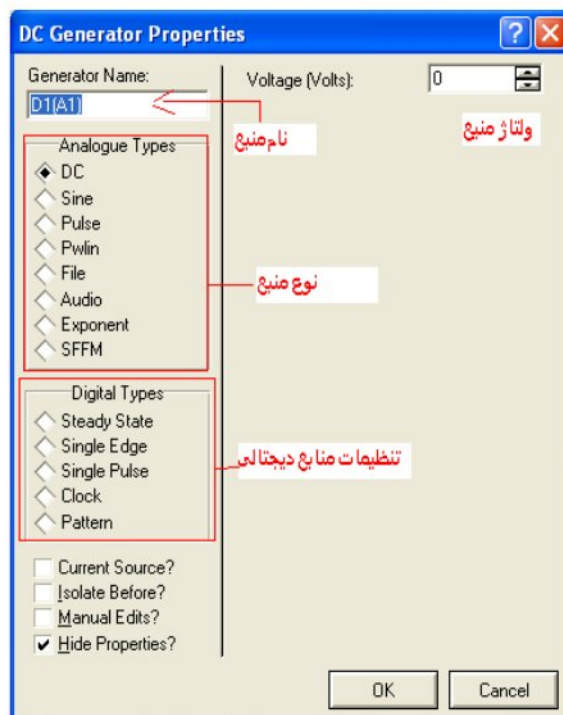 DC Generator Properties
Generator Name:
D1(A1)
Voltage (Volts):
0
نام منبع
ولتاژ منبع
Analogue Types
DC
Sine
Pulse
Pwlin
File
Audio
Exponent
SFFM
نوع منبع
Digital Types
Steady State
Single Edge
Single Pulse
Clock
Pattern
تنظیمات منابع دیجتالی
Current Source?
Isolate Before?
Manual Edits?
Hide Properties?
OK
Cancel